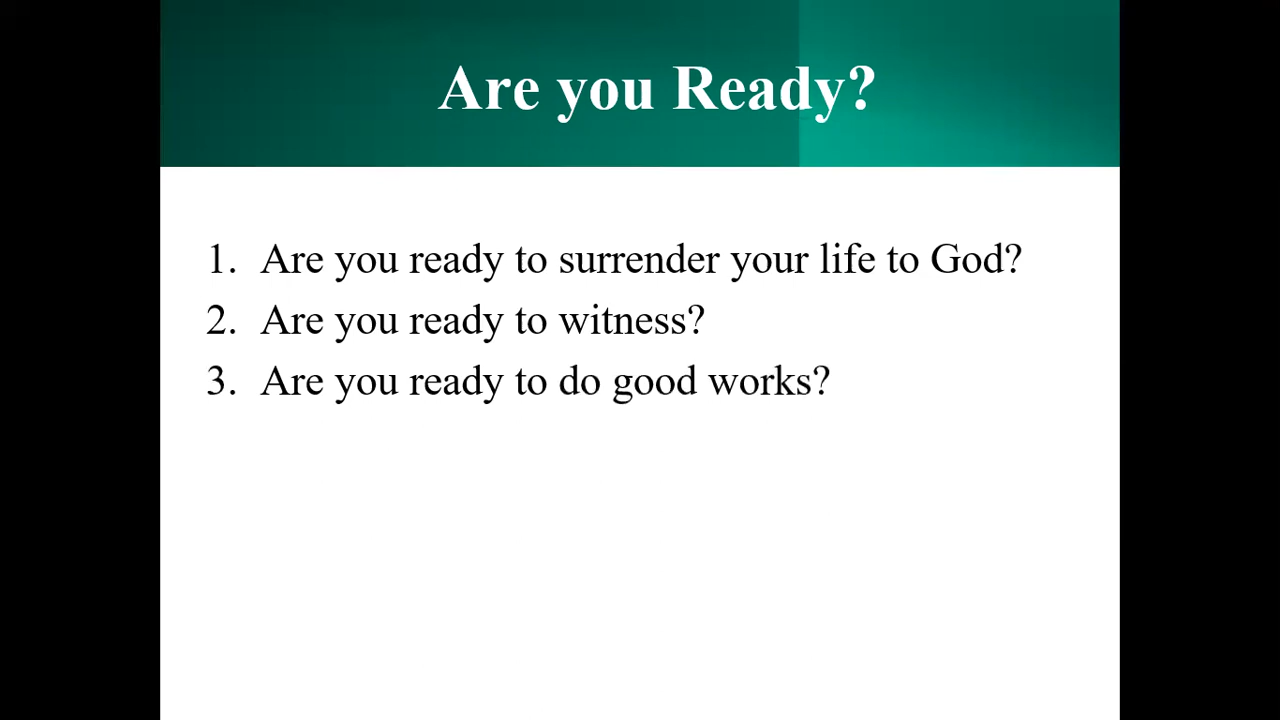 Are you Ready?
1. Are you ready to surrender your life to God?
2. Are you ready to witness?
3. Are you ready to do good works?